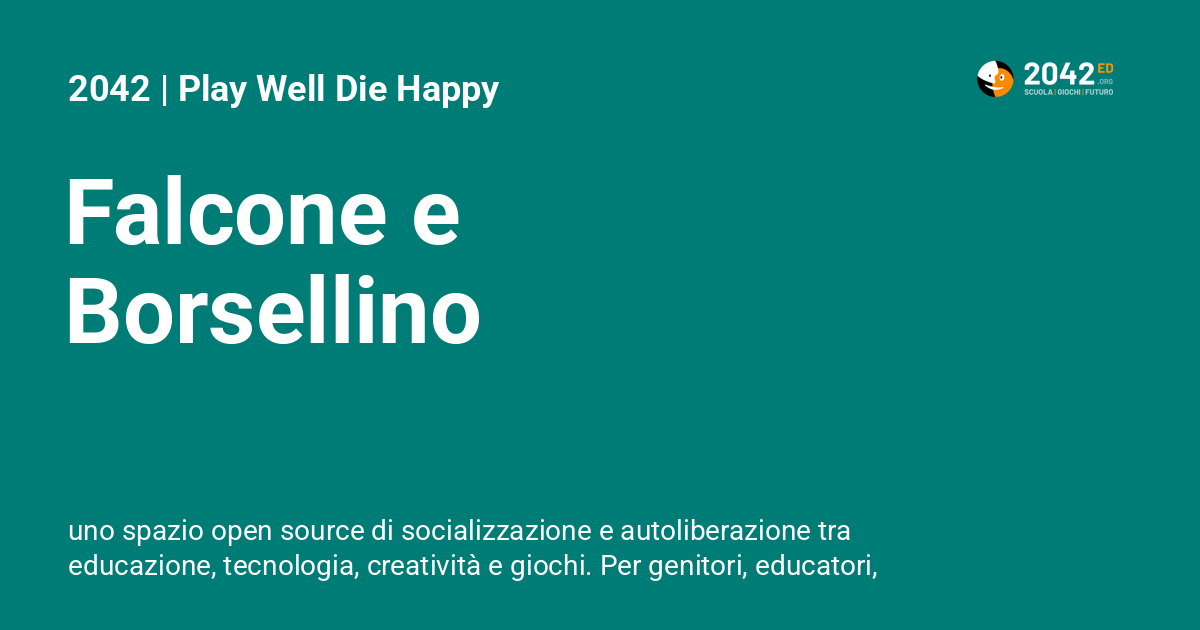 2042 | Play Well Die Happy
2042 ED
.ORG
SCUOLA | GIOCHI | FUTURO
Falcone e
Borsellino
uno spazio open source di socializzazione e autoliberazione tra
educazione, tecnologia, creatività e giochi. Per genitori, educatori,